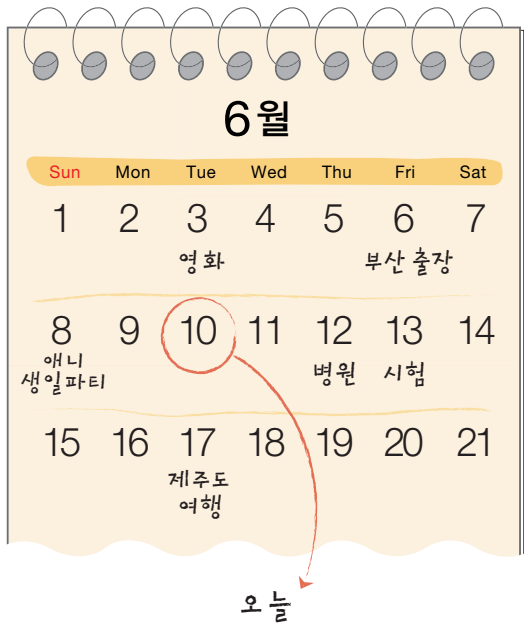 6월
Sun Mon Tue Wed Thu Fri Sat
1 2 3 4 5 6 7
영화 부산 출장
8 9 10 11 12 13 14
애니
생일파티 병원 시험
15 16 17 18 19 20 21
제주도
여행
오늘